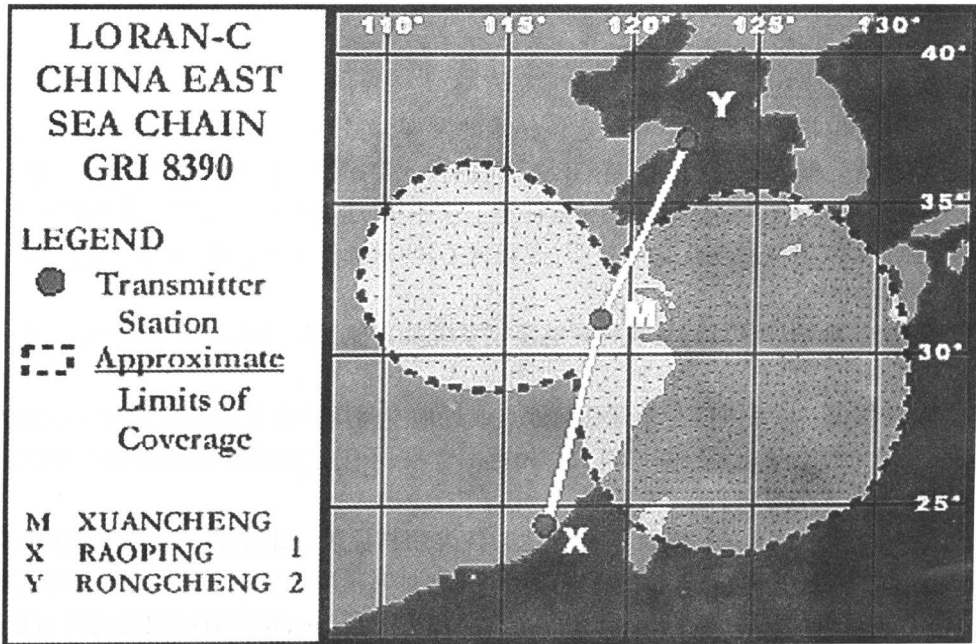 LORAN-C
CHINA EAST
SEA CHAIN
GRI 8390
LEGEND
Transmitter
Station
Approximate
Limits of
Coverage
M XUANCHENG
X RAOPING 1
Y RONGCHENG 2
110° 115° 120° 125° 130°
40°
Y
35°
M
30°
25°
X